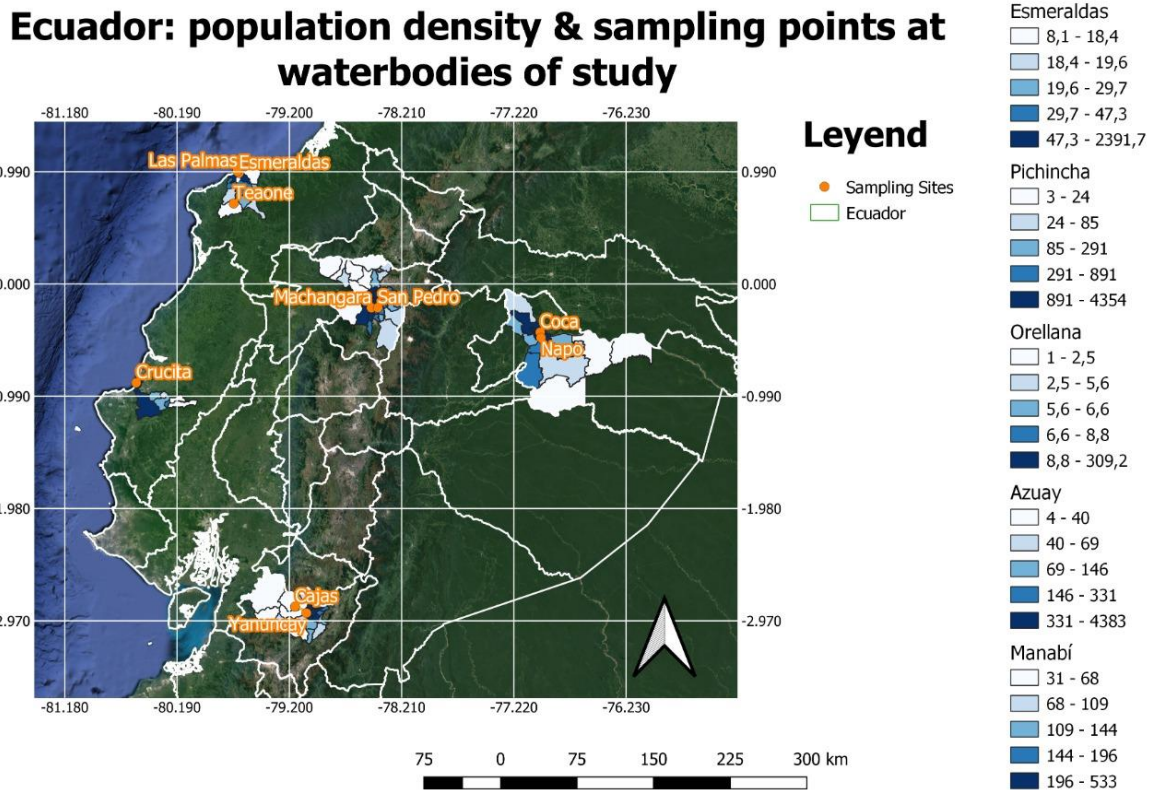 Ecuador: population density & sampling points at
waterbodies of study
-81.180 -80.190 -79.200 -78.210 -77.220 -76.230
0.990 0.990
0.000 0.000
0.990 -0.990
1.980 -1.980
2.970 -2.970
-81.180 -80.190 -79.200 -78.210 -77.220 -76.230
Las Palmas Esmeraldas
Teaone
Machangara San Pedro
Coca
Napo
Crucita
Cajas
Yanuncay
75 0 75 150 225 300 km
Leyend
Sampling Sites
Ecuador
Esmeraldas
8,1 - 18,4
18,4 - 19,6
19,6 - 29,7
29,7 - 47,3
47,3 - 2391,7
Pichincha
3 - 24
24 - 85
85 - 291
291 - 891
891 - 4354
Orellana
1 - 2,5
2,5 - 5,6
5,6 - 6,6
6,6 - 8,8
8,8 - 309,2
Azuay
4 - 40
40 - 69
69 - 146
146 - 331
331 - 4383
Manabí
31 - 68
68 - 109
109 - 144
144 - 196
196 - 533